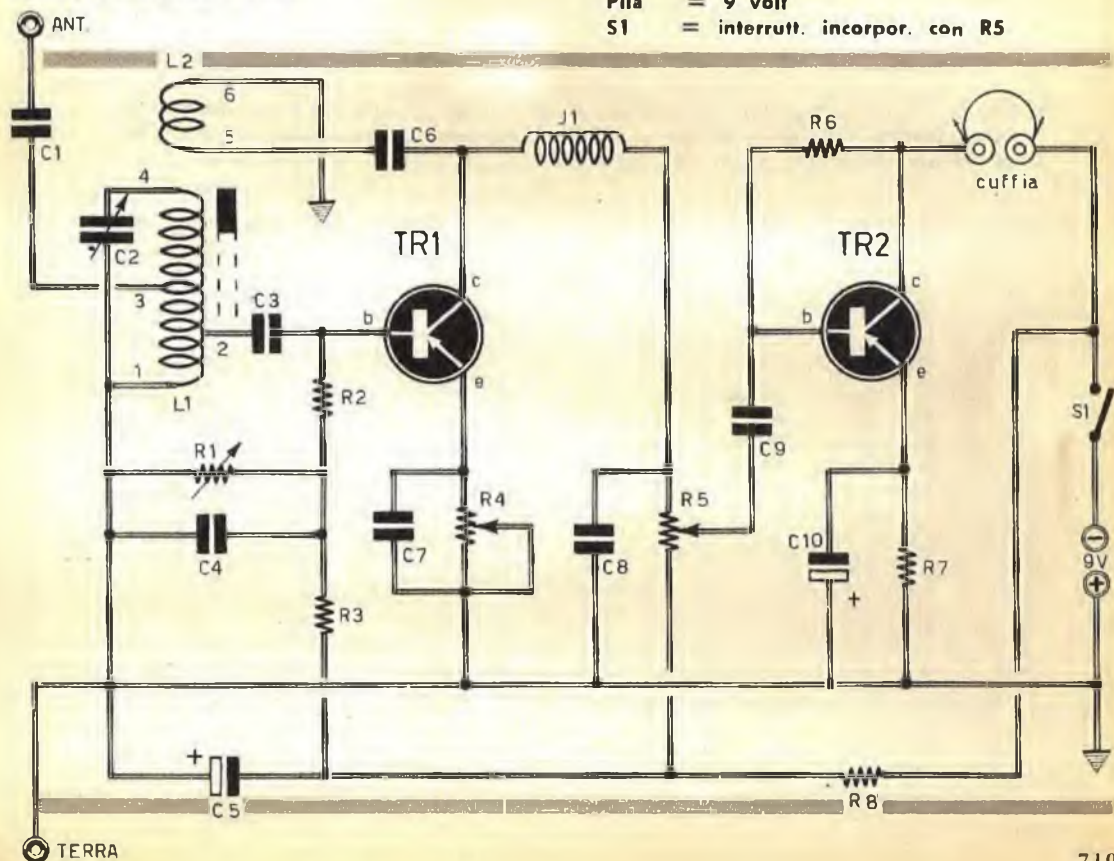 Pila = 9 volt
S1 = interrutt. incorpor. con R5
ANT.
L2
6
5
C1
C6
J1
R6
cuffia
4
C2
3
TR1
TR2
c
c
C3
b
b
2
e
e
1
L1
R2
S1
C9
R1
R4
R5
C10
C7
C8
R7
9V
C4
+
R3
+
C5
R8
TERRA